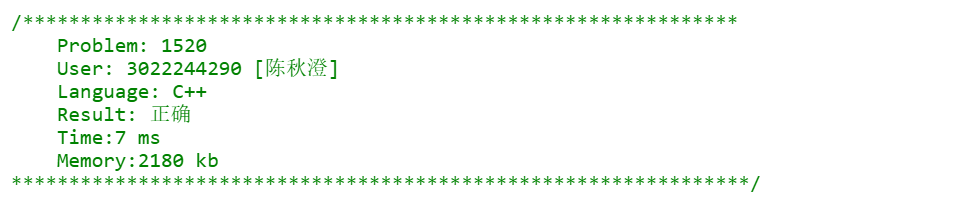 /**************************************************************
    Problem: 1520
    User: 3022244290 [陈秋澄]
    Language: C++
    Result: 正确
    Time:7 ms
    Memory:2180 kb
****************************************************************/